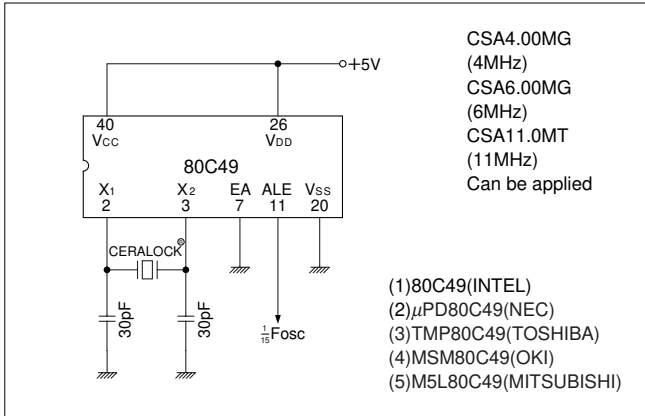 CSA4.00MG
(4MHz)
CSA6.00MG
(6MHz)
CSA11.0MT
(11MHz)
Can be applied
+5V
40 26
VCC VDD
80C49
X1 X2 EA ALE VSS
2 3 7 11 20
CERALOCK®
30pF 30pF
1/15 Fosc
(1)80C49(INTEL)
(2)μPD80C49(NEC)
(3)TMP80C49(TOSHIBA)
(4)MSM80C49(OKI)
(5)M5L80C49(MITSUBISHI)